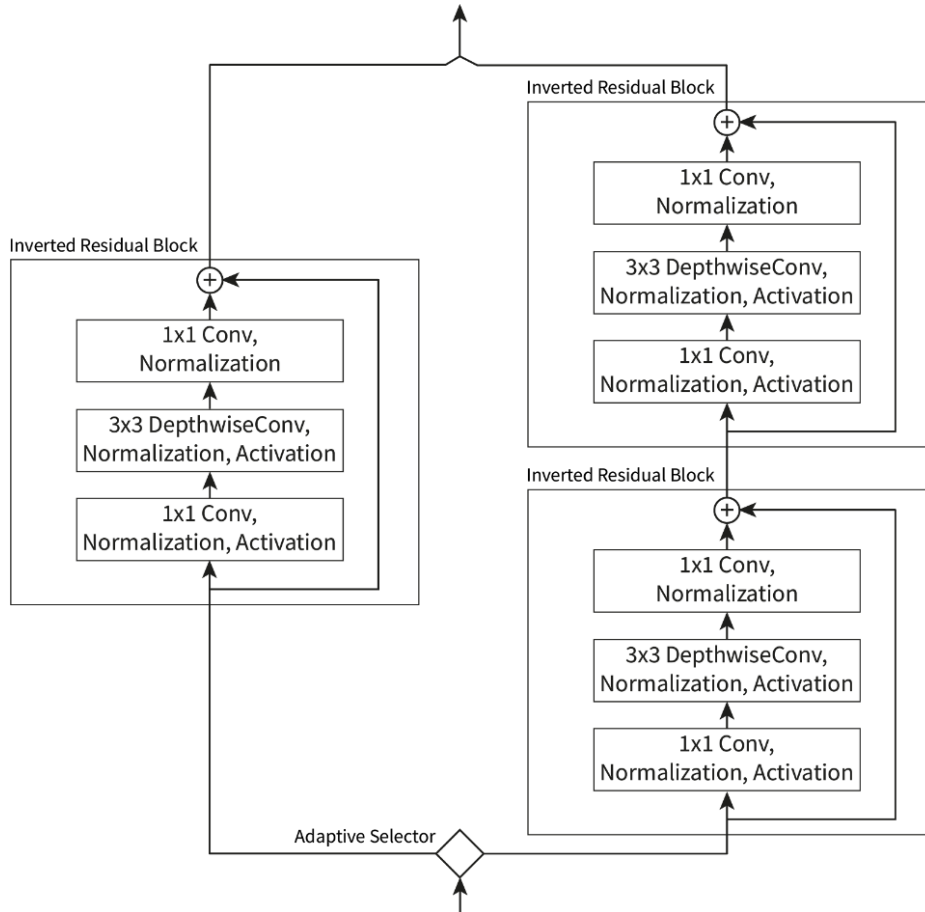 Inverted Residual Block
1x1 Conv,
Normalization
3x3 DepthwiseConv,
Normalization, Activation
1x1 Conv,
Normalization, Activation
Inverted Residual Block
1x1 Conv,
Normalization
3x3 DepthwiseConv,
Normalization, Activation
1x1 Conv,
Normalization, Activation
Inverted Residual Block
1x1 Conv,
Normalization
3x3 DepthwiseConv,
Normalization, Activation
1x1 Conv,
Normalization, Activation
Adaptive Selector